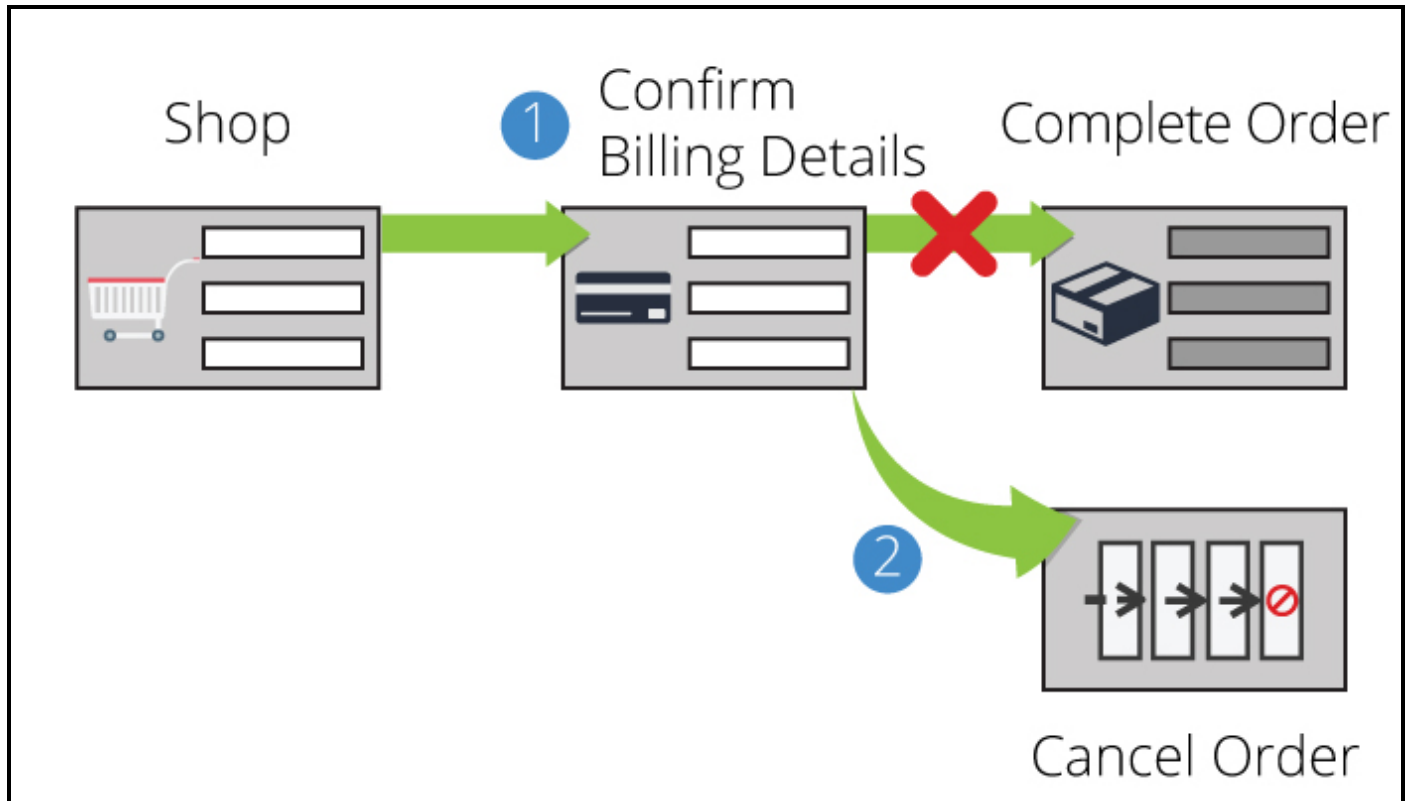 Shop
1
Confirm
Billing Details
Complete Order
2
Cancel Order